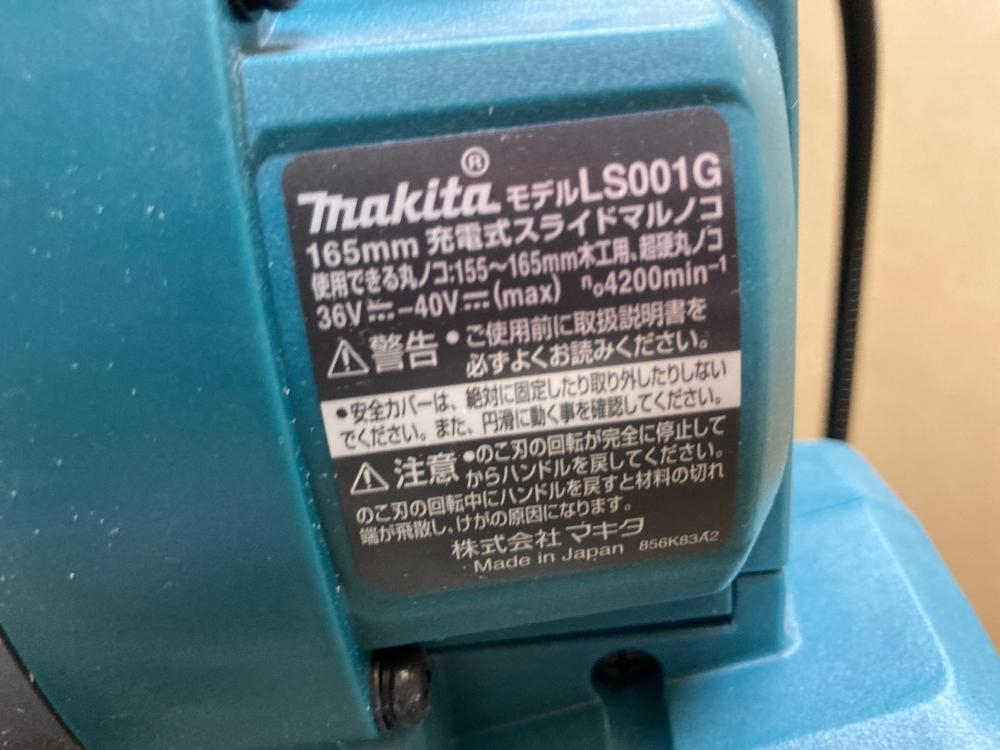 makita® モデルLS001G
165mm 充電式スライドマルノコ
使用できる丸ノコ:155～165mm木工用、超硬丸ノコ
36V⎓–40V⎓(max) n₀4200min⁻¹
⚠警告 •ご使用前に取扱説明書を
必ずよくお読みください。
•安全カバーは、絶対に固定したり取り外したりしない
でください。また、円滑に動く事を確認してください。
⚠注意 •のこ刃の回転が完全に停止して
からハンドルを戻してください。
のこ刃の回転中にハンドルを戻すと材料の切れ
端が飛散し、けがの原因になります。
株式会社 マキタ
Made in Japan 856K83A2